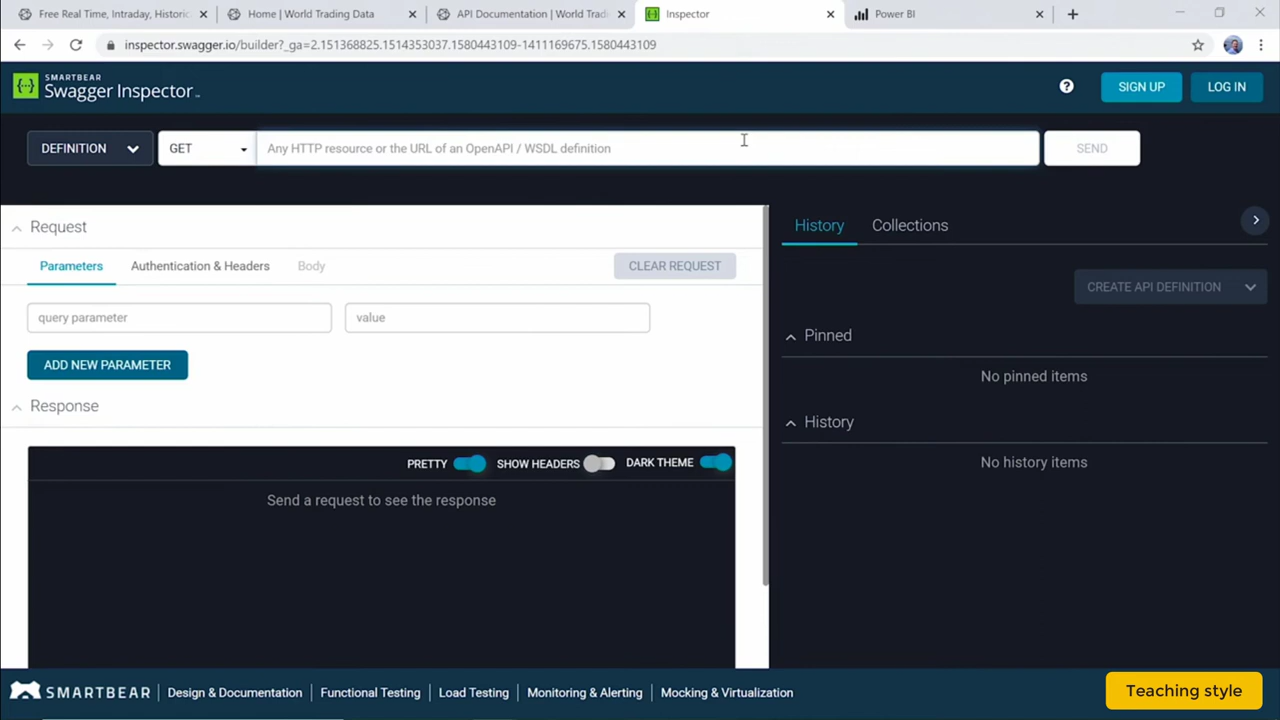 Free Real Time, Intraday, Historic
Home | World Trading Data
API Documentation | World Tradi
Inspector
Power BI
inspector.swagger.io/builder?_ga=2.151368825.1514353037.1580443109-1411169675.1580443109
SMARTBEAR
Swagger Inspector
SIGN UP
LOG IN
DEFINITION
GET
Any HTTP resource or the URL of an OpenAPI / WSDL definition
SEND
Request
History
Collections
Parameters
Authentication & Headers
Body
CLEAR REQUEST
CREATE API DEFINITION
query parameter
value
Pinned
ADD NEW PARAMETER
No pinned items
Response
History
PRETTY
SHOW HEADERS
DARK THEME
No history items
Send a request to see the response
SMARTBEAR
Design & Documentation
Functional Testing
Load Testing
Monitoring & Alerting
Mocking & Virtualization
Teaching style